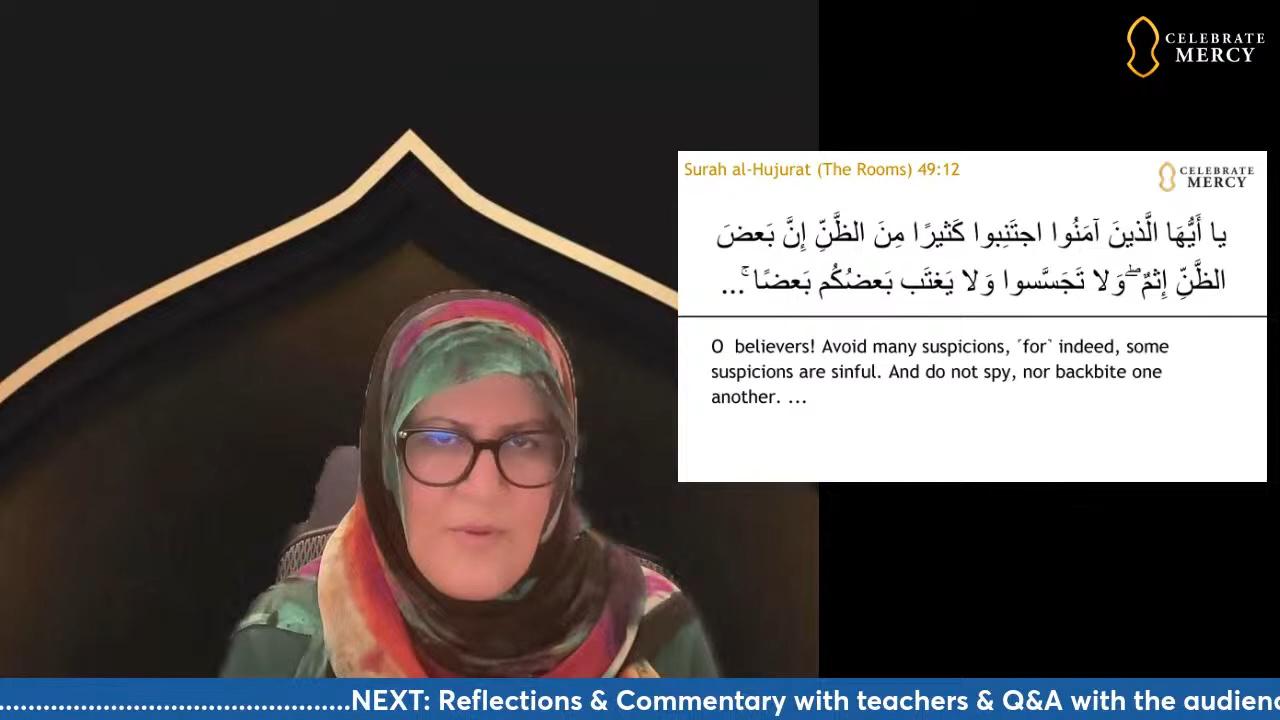 CELEBRATE
MERCY
Surah al-Hujurat (The Rooms) 49:12
CELEBRATE
MERCY
يا أَيُّهَا الَّذينَ آمَنُوا اجتَنِبوا كَثيرًا مِنَ الظَّنِّ إِنَّ بَعضَ
الظَّنِّ إِثمٌ ۖ وَلا تَجَسَّسوا وَلا يَغتَب بَعضُكُم بَعضًا ۚ ...
O believers! Avoid many suspicions, ´for` indeed, some
suspicions are sinful. And do not spy, nor backbite one
another. ...
............................................NEXT: Reflections & Commentary with teachers & Q&A with the audien